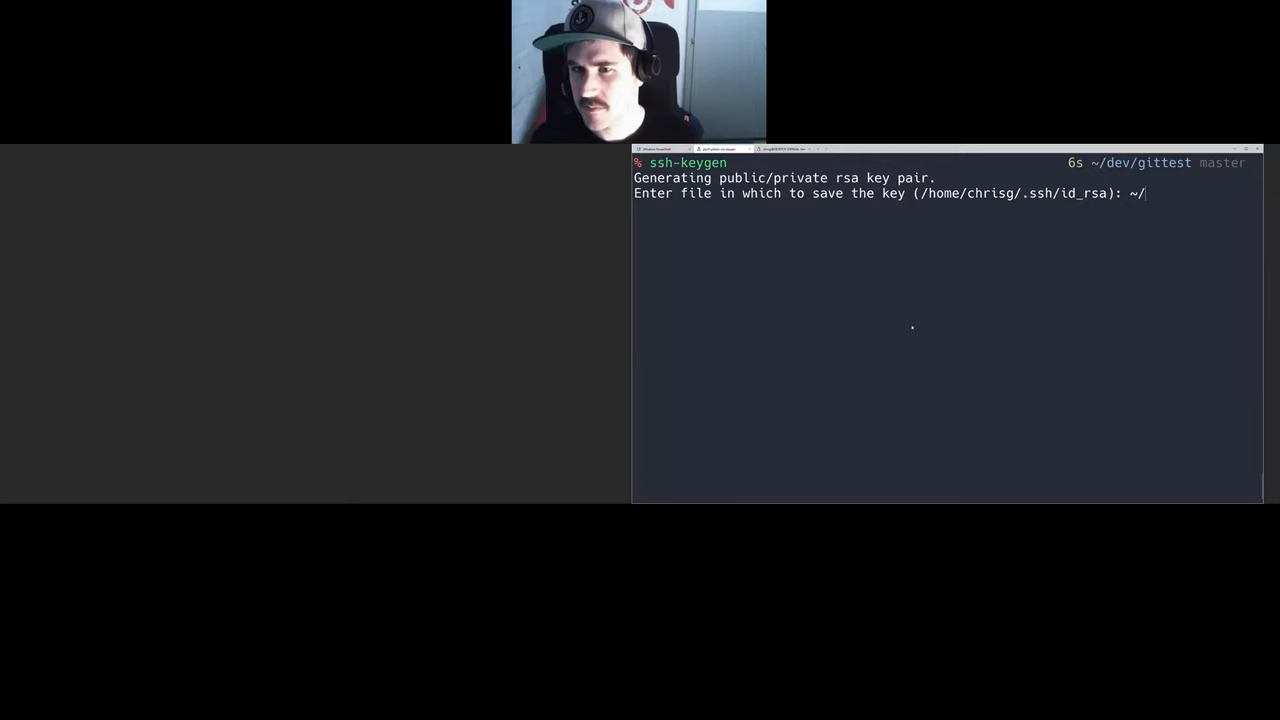 % ssh-keygen 6s ~/dev/gittest master
Generating public/private rsa key pair.
Enter file in which to save the key (/home/chrisg/.ssh/id_rsa): ~/